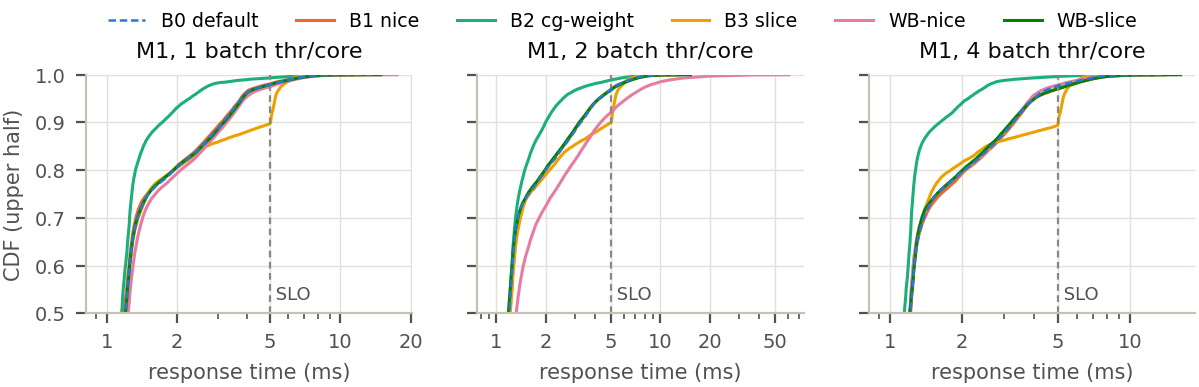 B0 default B1 nice B2 cg-weight B3 slice WB-nice WB-slice
M1, 1 batch thr/core M1, 2 batch thr/core M1, 4 batch thr/core
CDF (upper half)
1.0
0.9
0.8
0.7
0.6
0.5
SLO SLO SLO
1 2 5 10 20 1 2 5 10 20 50 1 2 5 10
response time (ms) response time (ms) response time (ms)